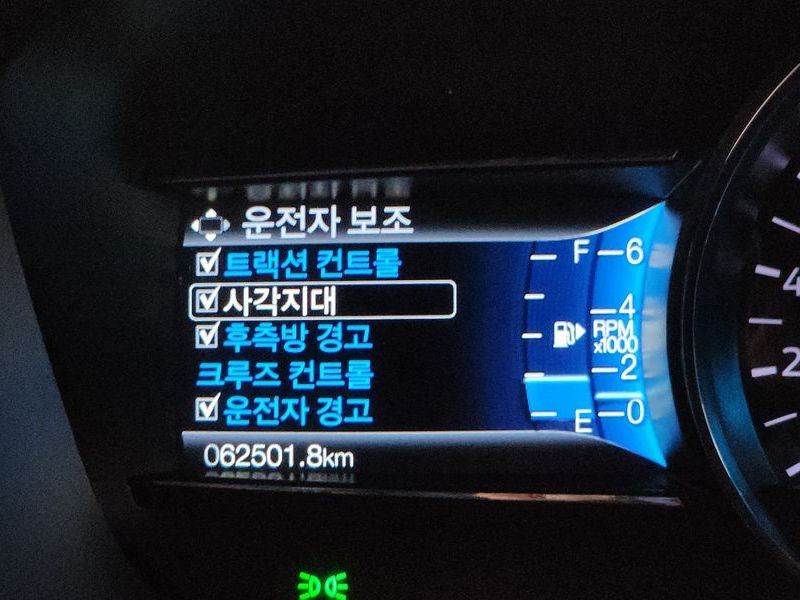 운전자 보조
트랙션 컨트롤
사각지대
후측방 경고
크루즈 컨트롤
운전자 경고
062501.8km
F
E
6
4
RPM
x1000
2
0
4
2